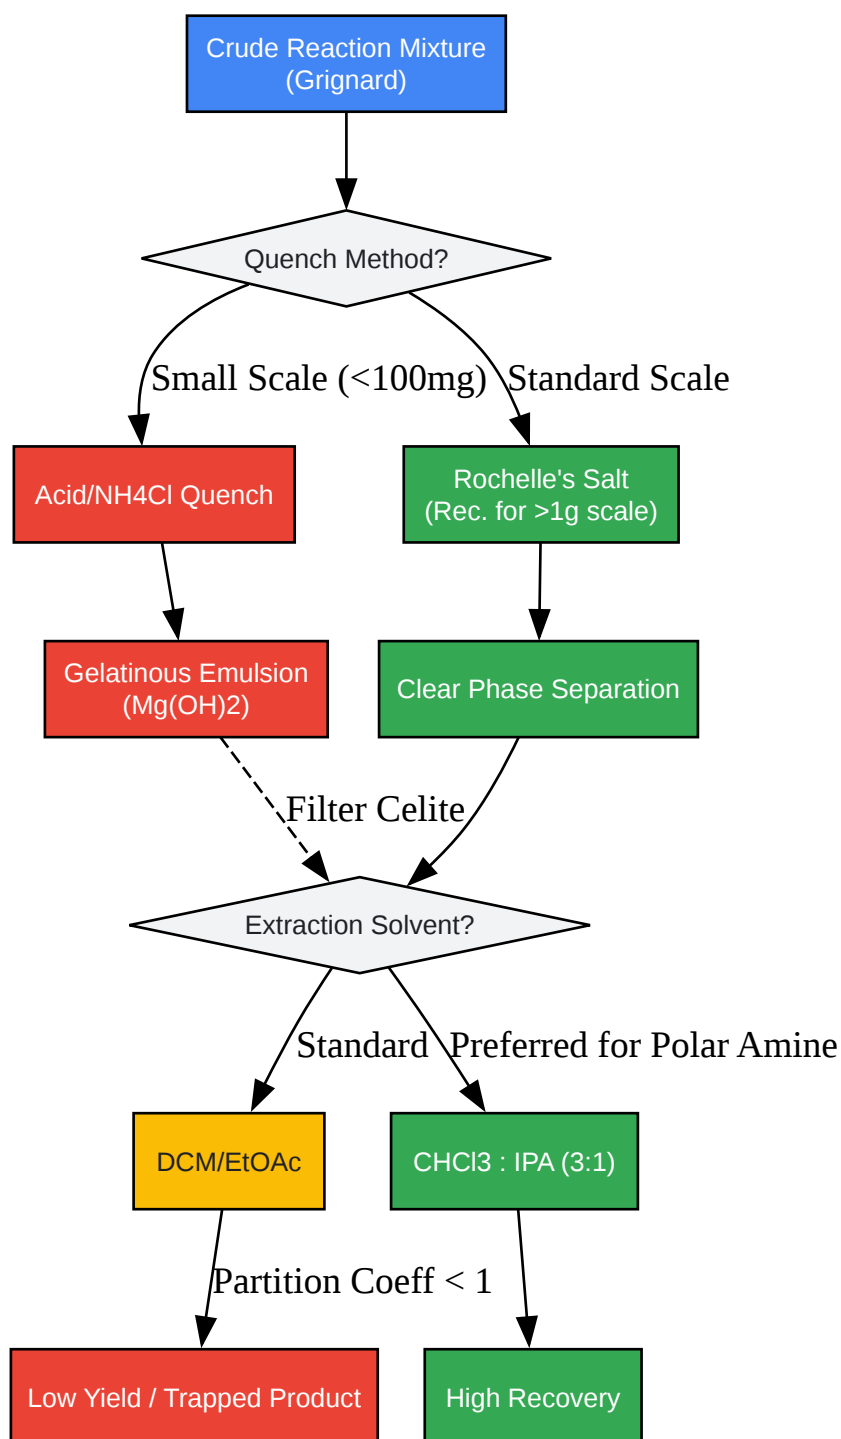 Crude Reaction Mixture
(Grignard)
Quench Method?
Small Scale (<100mg)
Standard Scale
Acid/NH4Cl Quench
Rochelle's Salt
(Rec. for >1g scale)
Gelatinous Emulsion
(Mg(OH)2)
Clear Phase Separation
Filter Celite
Extraction Solvent?
Standard
Preferred for Polar Amine
DCM/EtOAc
CHCl3 : IPA (3:1)
Partition Coeff < 1
Low Yield / Trapped Product
High Recovery